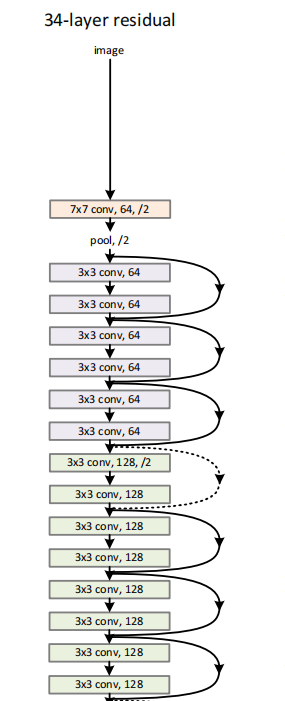 34-layer residual
image
7x7 conv, 64, /2
pool, /2
3x3 conv, 64
3x3 conv, 64
3x3 conv, 64
3x3 conv, 64
3x3 conv, 64
3x3 conv, 64
3x3 conv, 128, /2
3x3 conv, 128
3x3 conv, 128
3x3 conv, 128
3x3 conv, 128
3x3 conv, 128
3x3 conv, 128
3x3 conv, 128